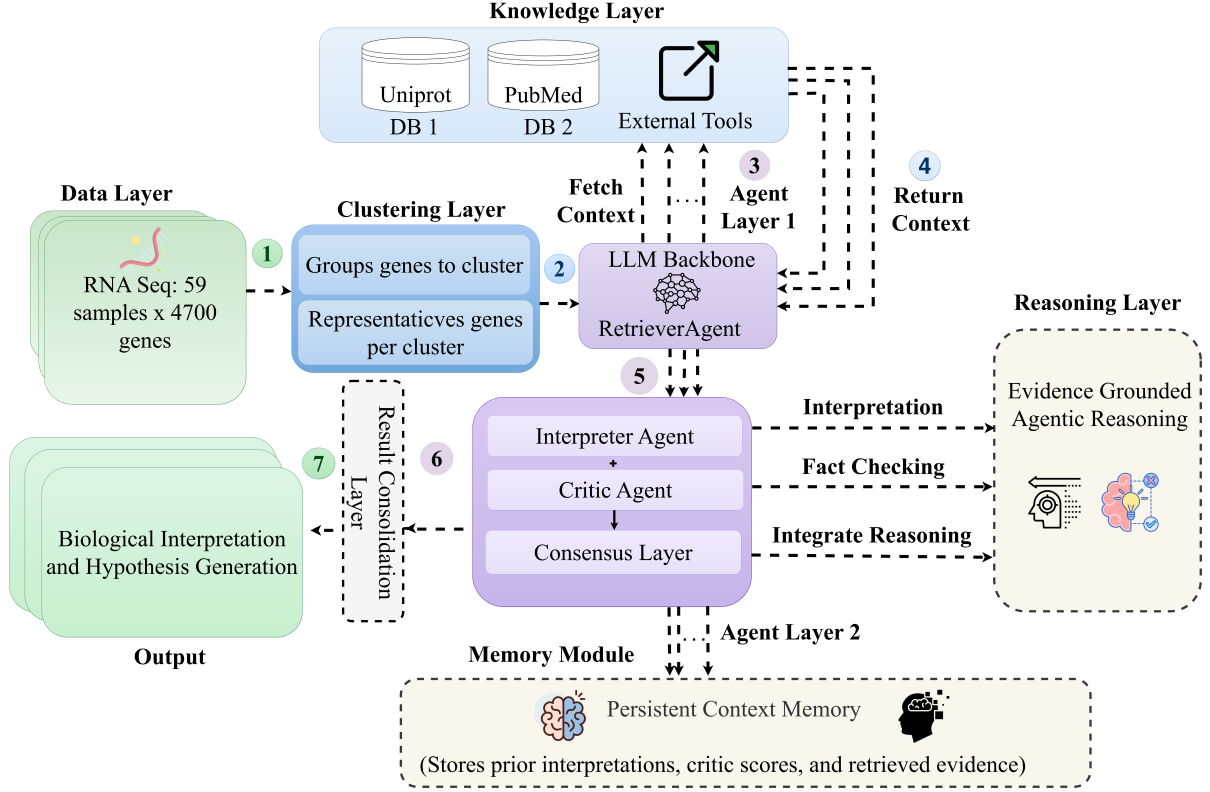 Knowledge Layer
Uniprot
DB 1
PubMed
DB 2
External Tools
3
Agent
Layer 1
4
Return
Context
Fetch
Context
...
Data Layer
RNA Seq: 59
samples x 4700
genes
1
Clustering Layer
Groups genes to cluster
Representaticves genes
per cluster
2
LLM Backbone
RetrieverAgent
5
Reasoning Layer
Evidence Grounded
Agentic Reasoning
Interpreter Agent
+
Critic Agent
Consensus Layer
Interpretation
Fact Checking
Integrate Reasoning
6
Result Consolidation
Layer
7
Biological Interpretation
and Hypothesis Generation
Output
...
Agent Layer 2
Memory Module
Persistent Context Memory
(Stores prior interpretations, critic scores, and retrieved evidence)